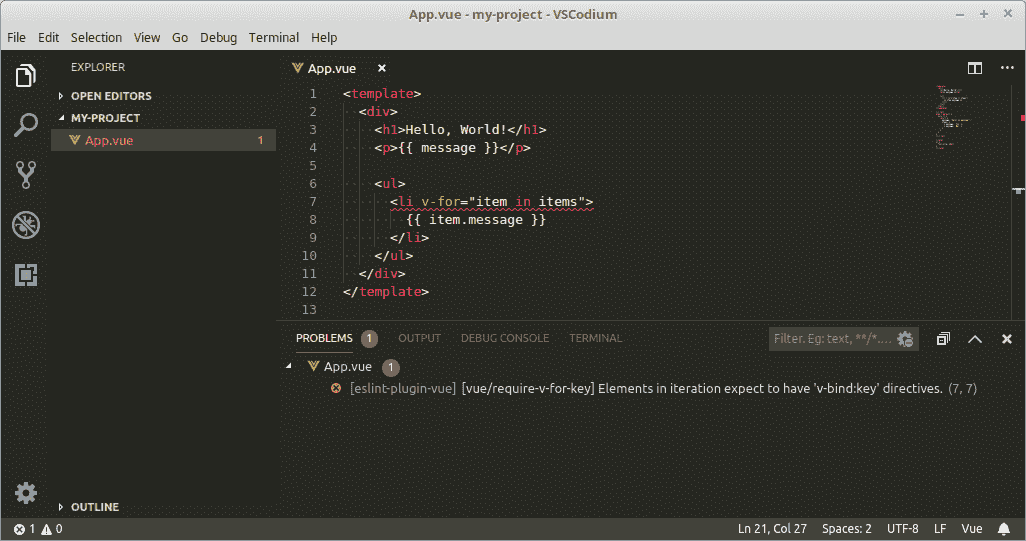 App.vue - my-project - VSCodium
File Edit Selection View Go Debug Terminal Help
EXPLORER
OPEN EDITORS
MY-PROJECT
App.vue 1
OUTLINE
App.vue
1 <template>
2 <div>
3 <h1>Hello, World!</h1>
4 <p>{{ message }}</p>
5
6 <ul>
7 <li v-for="item in items">
8 {{ item.message }}
9 </li>
10 </ul>
11 </div>
12 </template>
13
PROBLEMS 1 OUTPUT DEBUG CONSOLE TERMINAL Filter. Eg: text, **/*....
App.vue 1
[eslint-plugin-vue] [vue/require-v-for-key] Elements in iteration expect to have 'v-bind:key' directives. (7, 7)
1 0 Ln 21, Col 27 Spaces: 2 UTF-8 LF Vue